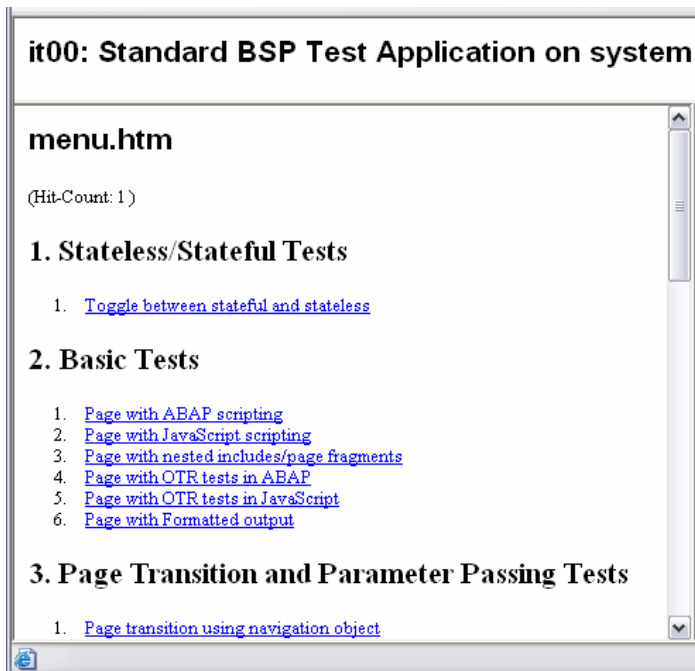 it00: Standard BSP Test Application on system
menu.htm
(Hit-Count: 1 )
1. Stateless/Stateful Tests
1. Toggle between stateful and stateless
2. Basic Tests
1. Page with ABAP scripting
2. Page with JavaScript scripting
3. Page with nested includes/page fragments
4. Page with OTR tests in ABAP
5. Page with OTR tests in JavaScript
6. Page with Formatted output
3. Page Transition and Parameter Passing Tests
1. Page transition using navigation object